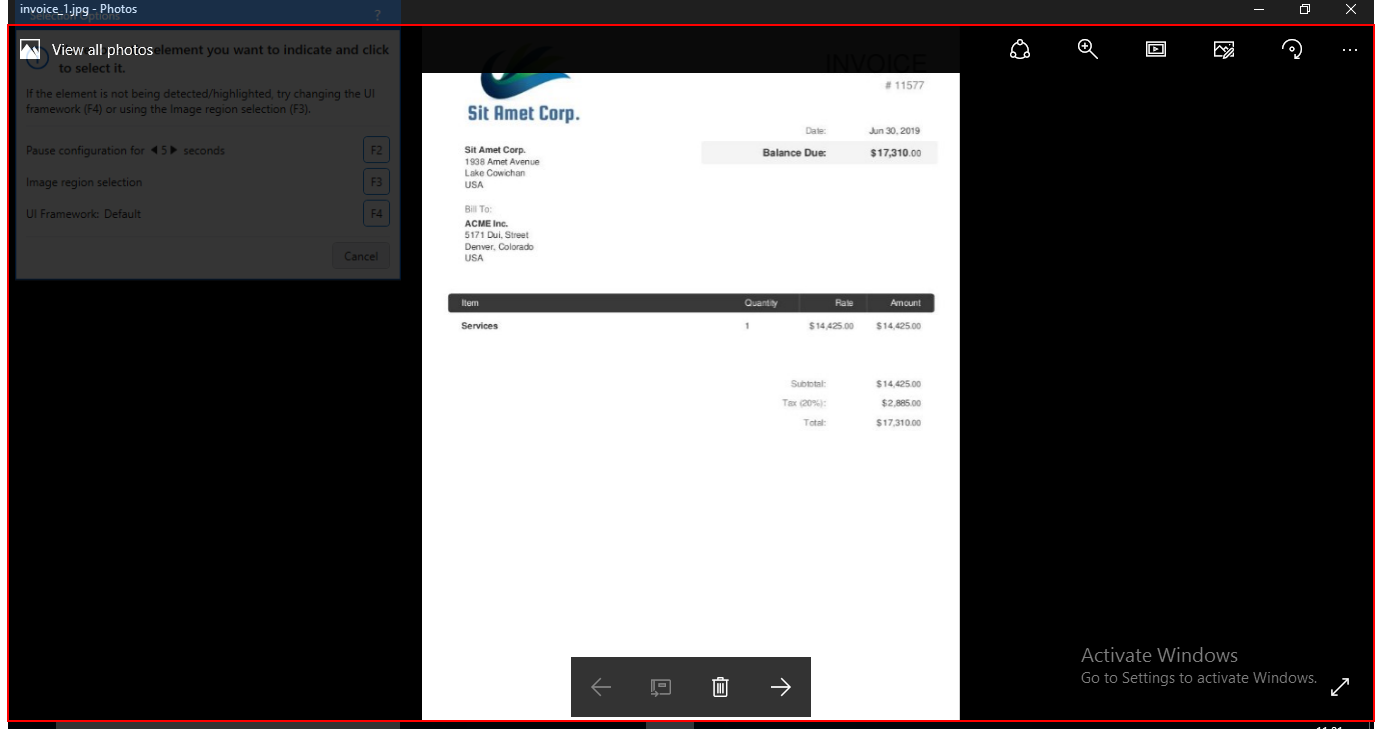 invoice_1.jpg - Photos
Selection Options ?
View all photos
element you want to indicate and click
to select it.
If the element is not being detected/highlighted, try changing the UI
framework (F4) or using the Image region selection (F3).
Pause configuration for 5 seconds F2
Image region selection F3
UI Framework: Default F4
Cancel
INVOICE
# 11577
Sit Amet Corp.
Date: Jun 30, 2019
Balance Due: $17,310.00
Sit Amet Corp.
1938 Amet Avenue
Lake Cowichan
USA
Bill To:
ACME Inc.
5171 Dui, Street
Denver, Colorado
USA
Item Quantity Rate Amount
Services 1 $14,425.00 $14,425.00
Subtotal: $14,425.00
Tax (20%): $2,885.00
Total: $17,310.00
Activate Windows
Go to Settings to activate Windows.